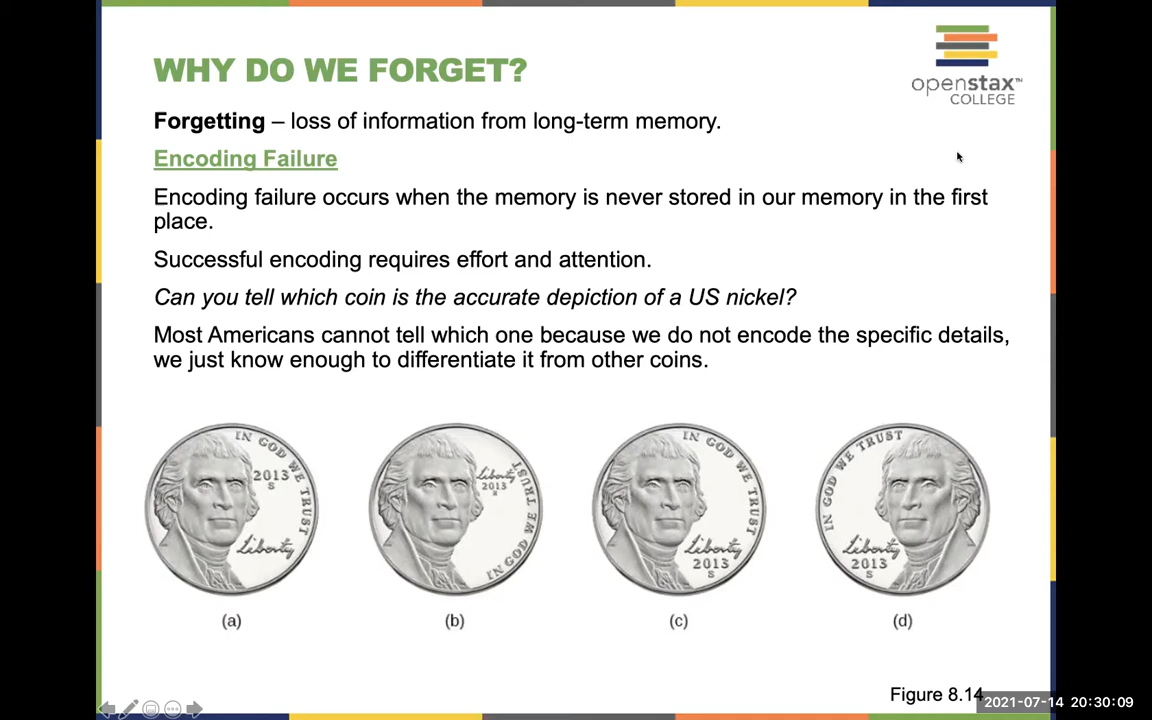 WHY DO WE FORGET?
openstax™
COLLEGE
Forgetting – loss of information from long-term memory.
Encoding Failure
Encoding failure occurs when the memory is never stored in our memory in the first
place.
Successful encoding requires effort and attention.
Can you tell which coin is the accurate depiction of a US nickel?
Most Americans cannot tell which one because we do not encode the specific details,
we just know enough to differentiate it from other coins.
IN GOD WE TRUST
2013
S
Liberty
Liberty
2013
IN GOD WE TRUST
IN GOD WE TRUST
Liberty
2013
S
IN GOD WE TRUST
Liberty
2013
S
(a)
(b)
(c)
(d)
Figure 8.14
2021-07-14 20:30:09